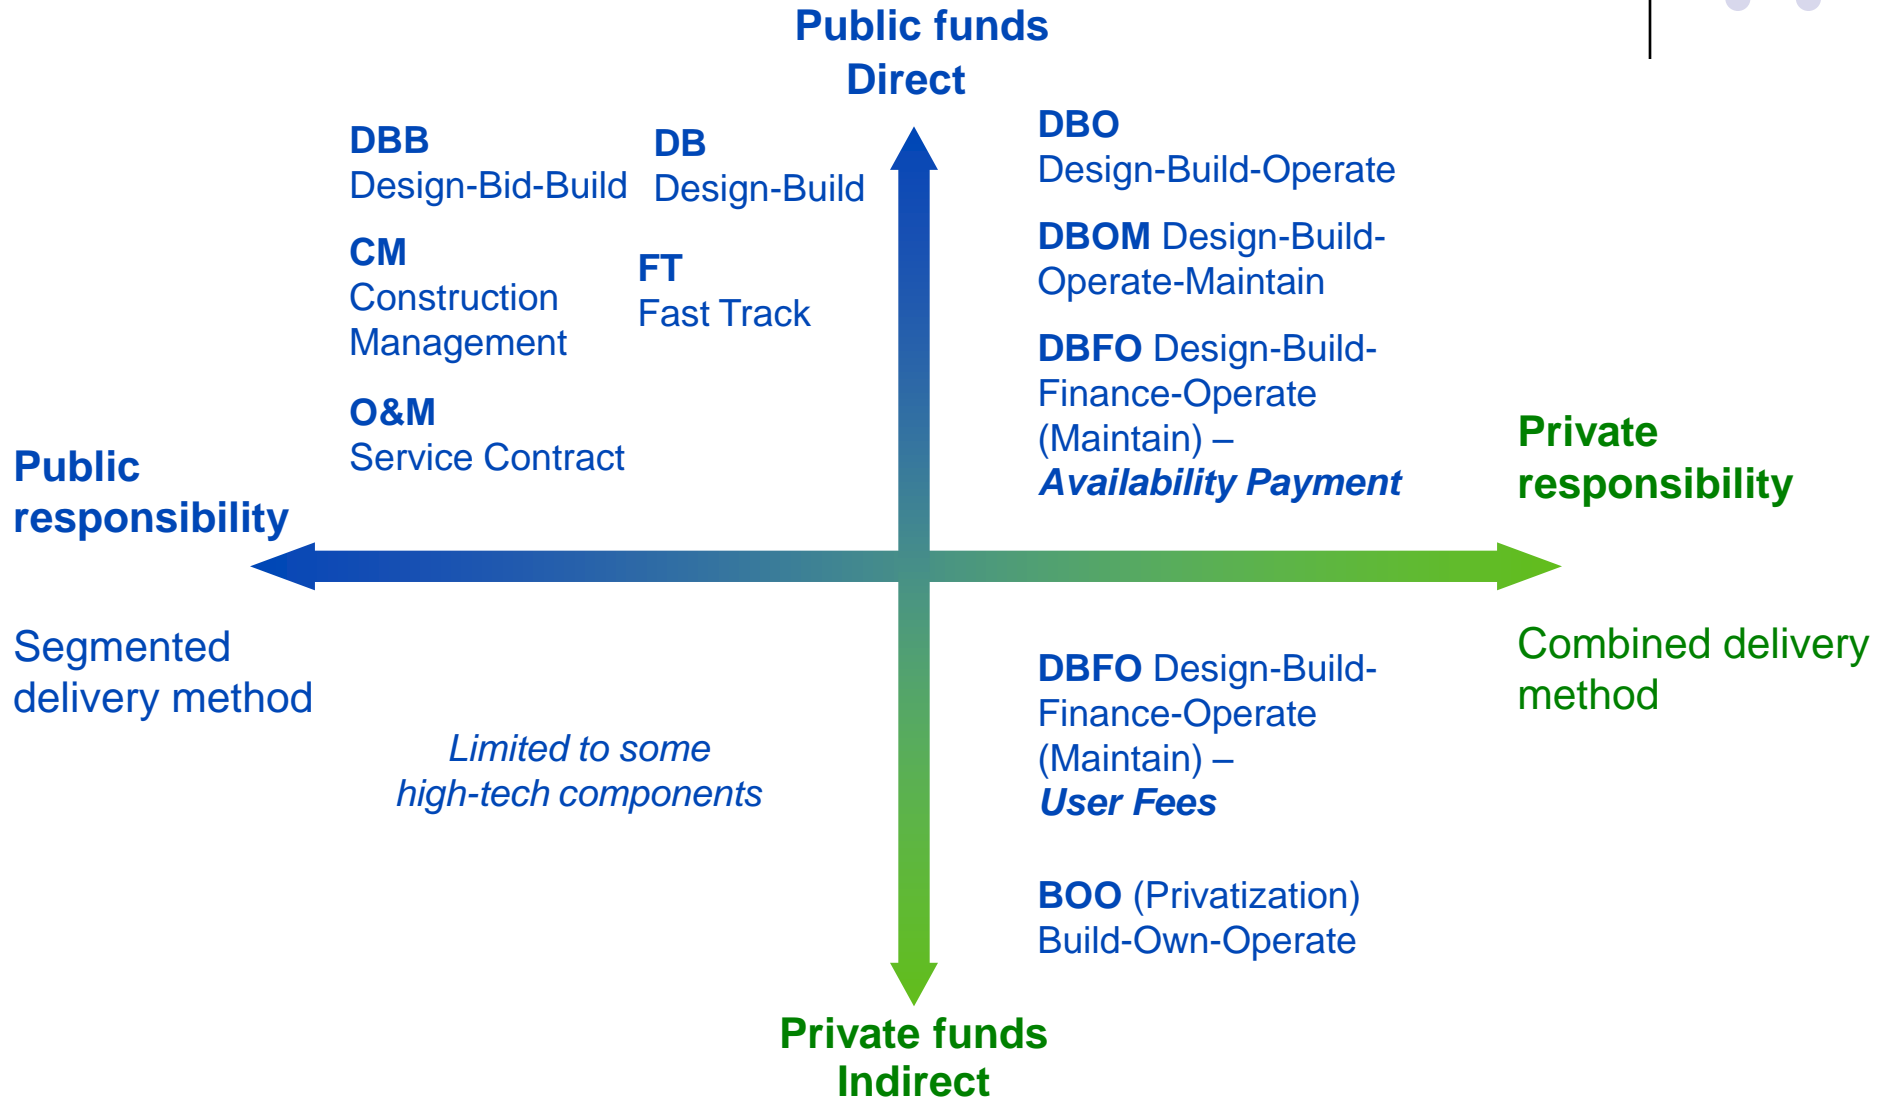 Public funds
Direct
DBB
Design-Bid-Build
DB
Design-Build
CM
Construction
Management
FT
Fast Track
O&M
Service Contract
DBO
Design-Build-Operate
DBOM Design-Build-
Operate-Maintain
DBFO Design-Build-
Finance-Operate
(Maintain) –
Availability Payment
Public
responsibility
Private
responsibility
Segmented
delivery method
Combined delivery
method
Limited to some
high-tech components
DBFO Design-Build-
Finance-Operate
(Maintain) –
User Fees
BOO (Privatization)
Build-Own-Operate
Private funds
Indirect